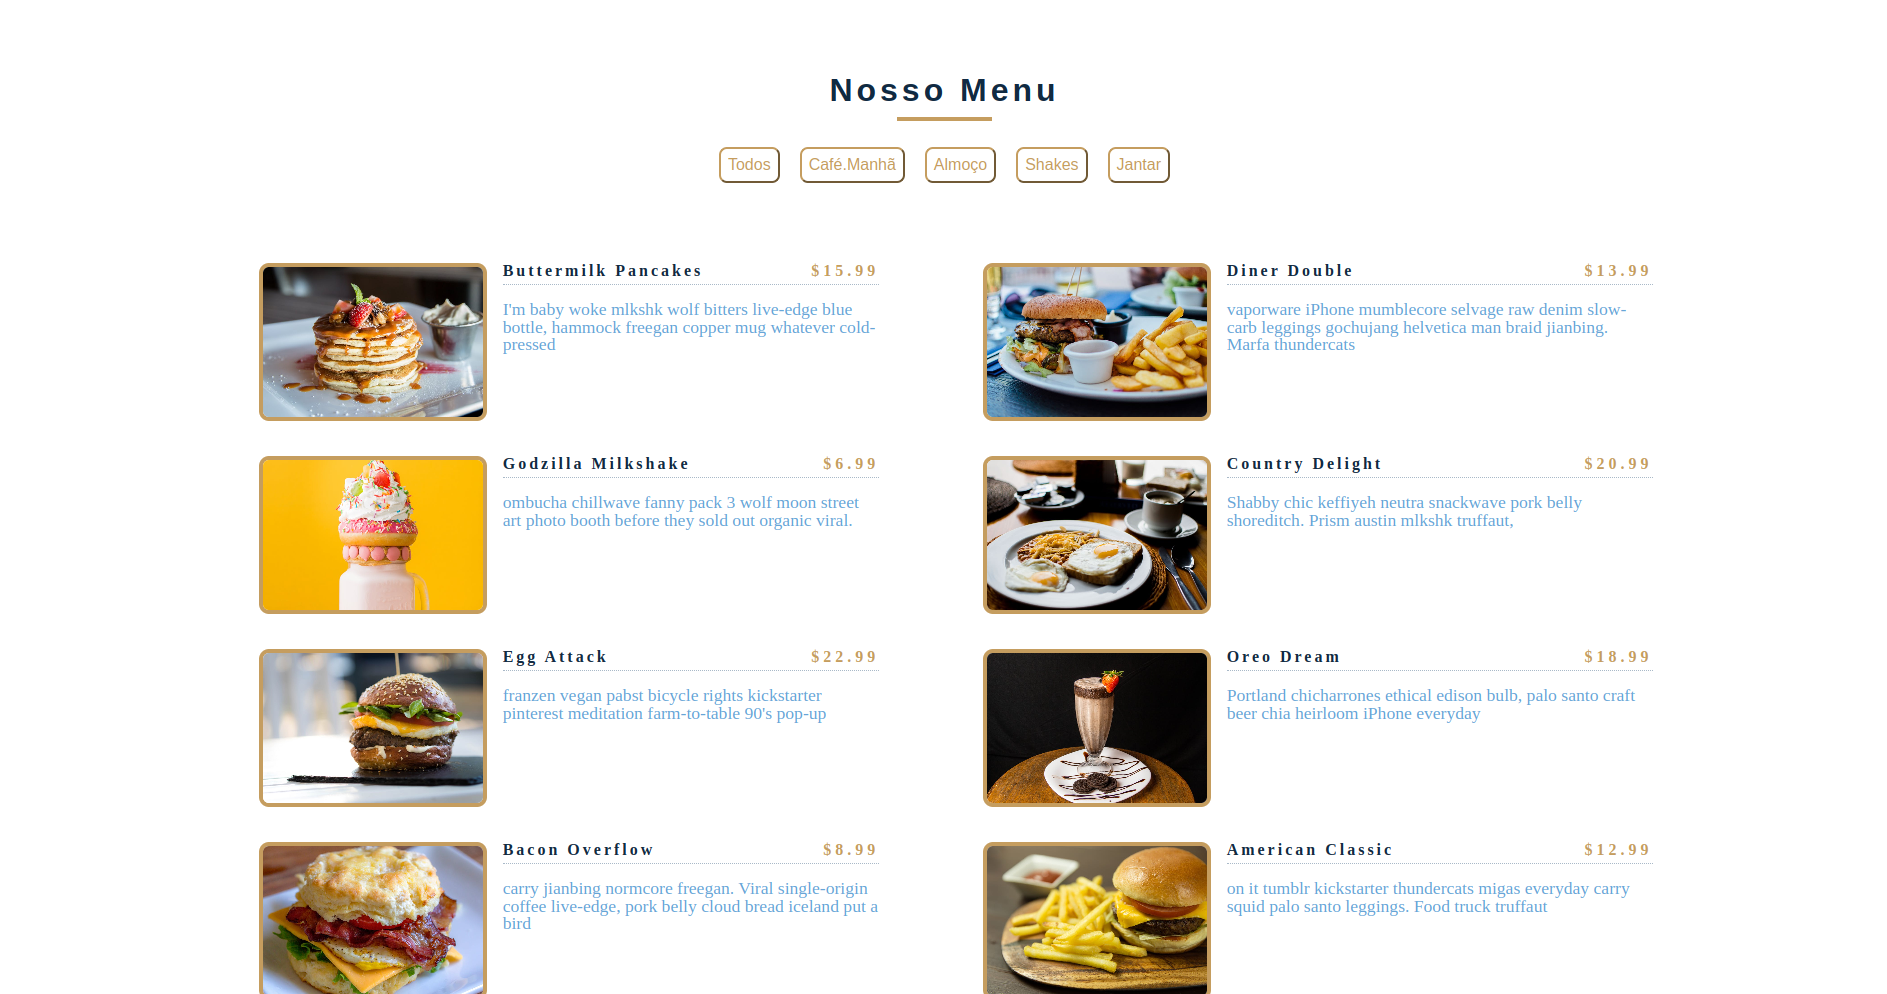 Nosso Menu
Todos Café.Manhã Almoço Shakes Jantar
Buttermilk Pancakes $15.99
I'm baby woke mlkshk wolf bitters live-edge blue
bottle, hammock freegan copper mug whatever cold-
pressed
Diner Double $13.99
vaporware iPhone mumblecore selvage raw denim slow-
carb leggings gochujang helvetica man braid jianbing.
Marfa thundercats
Godzilla Milkshake $6.99
ombucha chillwave fanny pack 3 wolf moon street
art photo booth before they sold out organic viral.
Country Delight $20.99
Shabby chic keffiyeh neutra snackwave pork belly
shoreditch. Prism austin mlkshk truffaut,
Egg Attack $22.99
franzen vegan pabst bicycle rights kickstarter
pinterest meditation farm-to-table 90's pop-up
Oreo Dream $18.99
Portland chicharrones ethical edison bulb, palo santo craft
beer chia heirloom iPhone everyday
Bacon Overflow $8.99
carry jianbing normcore freegan. Viral single-origin
coffee live-edge, pork belly cloud bread iceland put a
bird
American Classic $12.99
on it tumblr kickstarter thundercats migas everyday carry
squid palo santo leggings. Food truck truffaut